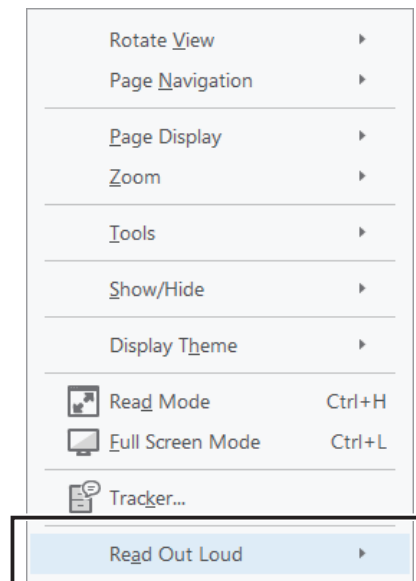 Rotate View
Page Navigation
Page Display
Zoom
Tools
Show/Hide
Display Theme
Read Mode Ctrl+H
Full Screen Mode Ctrl+L
Tracker...
Read Out Loud